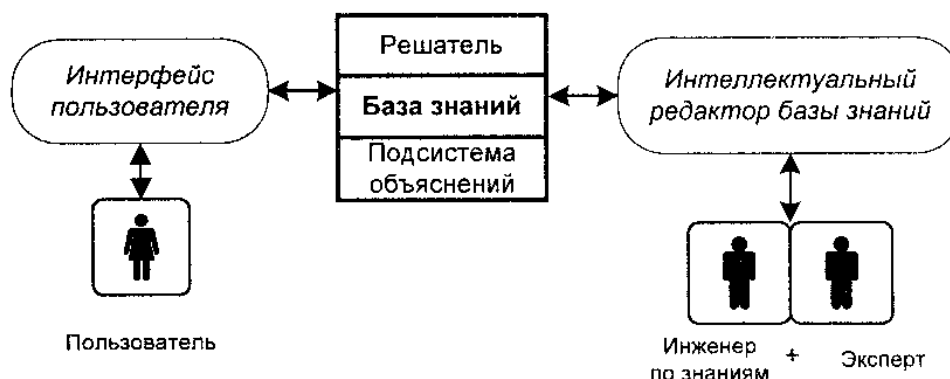 Решатель
Интерфейс
пользователя
База знаний
Интеллектуальный
редактор базы знаний
Подсистема
объяснений
Пользователь
Инженер
по знаниям
+
Эксперт